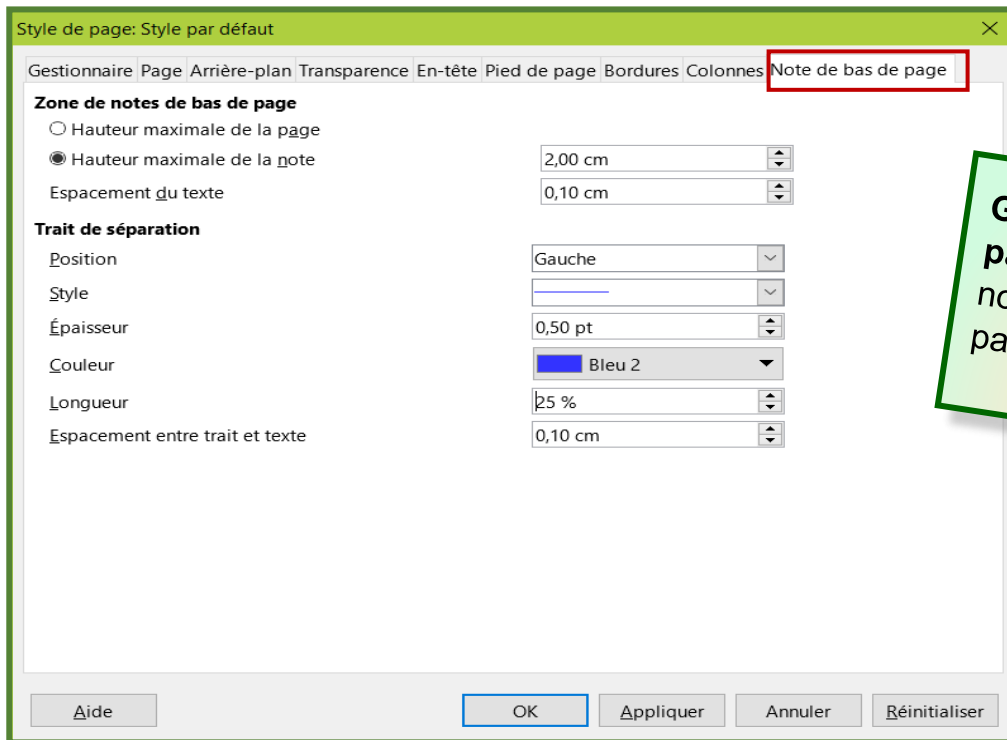 Style de page: Style par défaut
Gestionnaire Page Arrière-plan Transparence En-tête Pied de page Bordures Colonnes Note de bas de page
Zone de notes de bas de page
Hauteur maximale de la page
Hauteur maximale de la note 2,00 cm
Espacement du texte 0,10 cm
Trait de séparation
Position Gauche
Style
Épaisseur 0,50 pt
Couleur Bleu 2
Longueur 25 %
Espacement entre trait et texte 0,10 cm
Aide OK Appliquer Annuler Réinitialiser